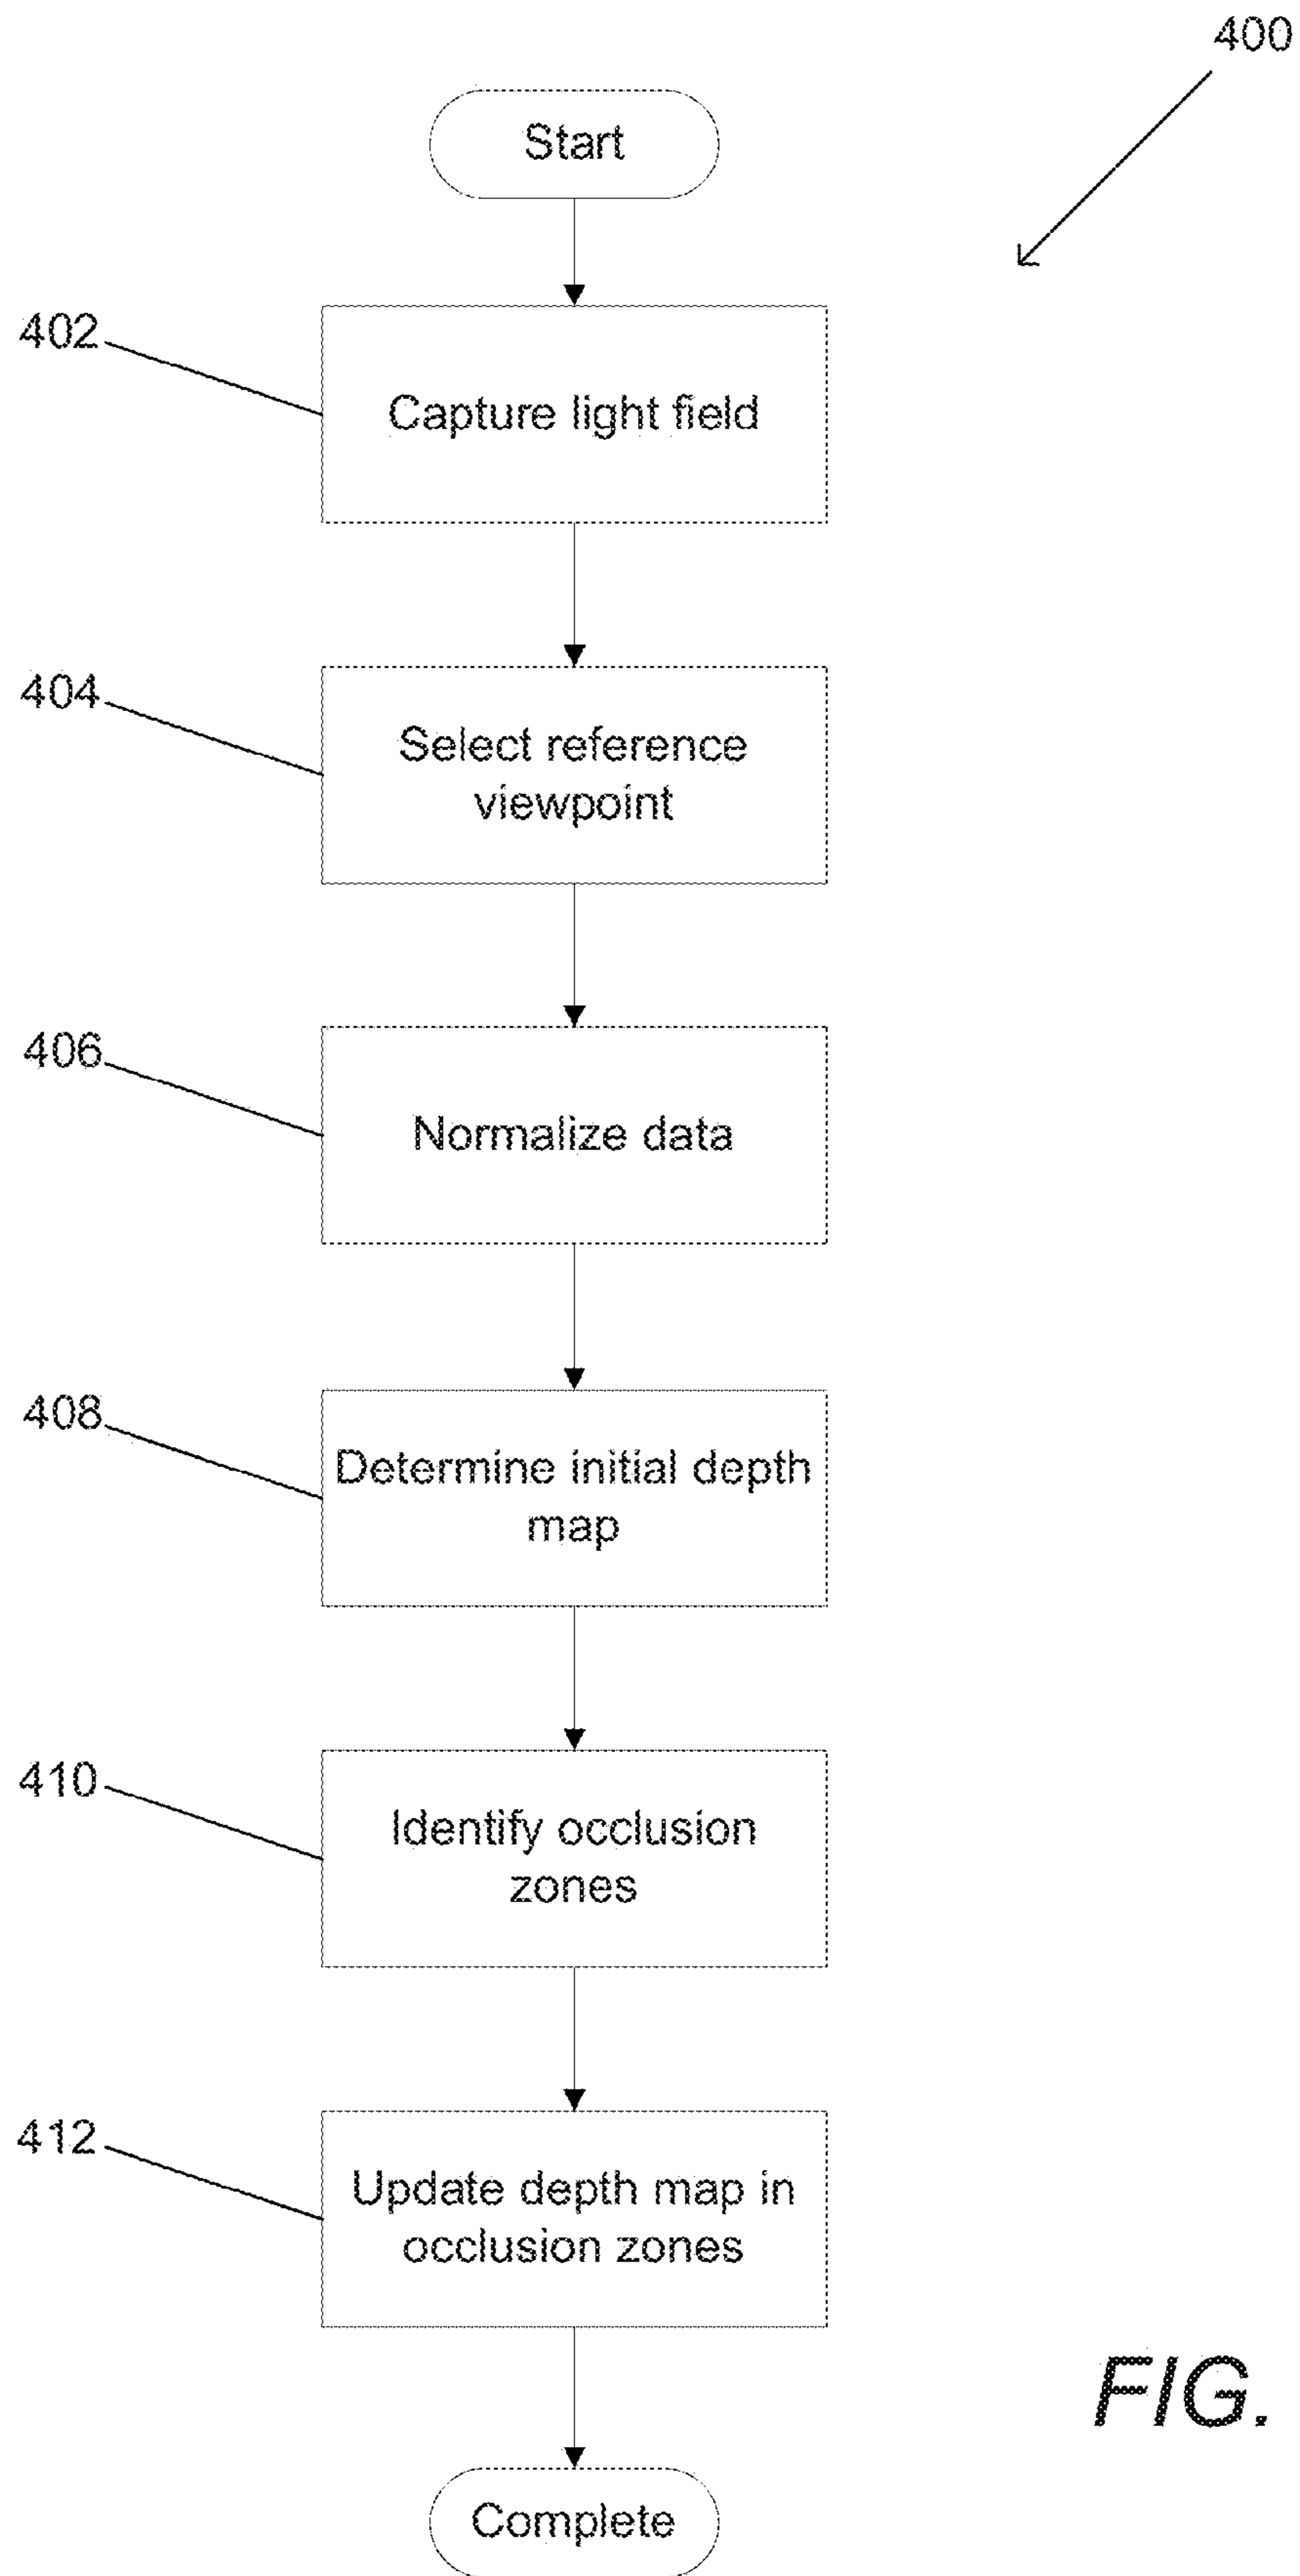 400
Start
402
Capture light field
404
Select reference
viewpoint
406
Normalize data
408
Determine initial depth
map
410
Identify occlusion
zones
412
Update depth map in
occlusion zones
FIG.
Complete